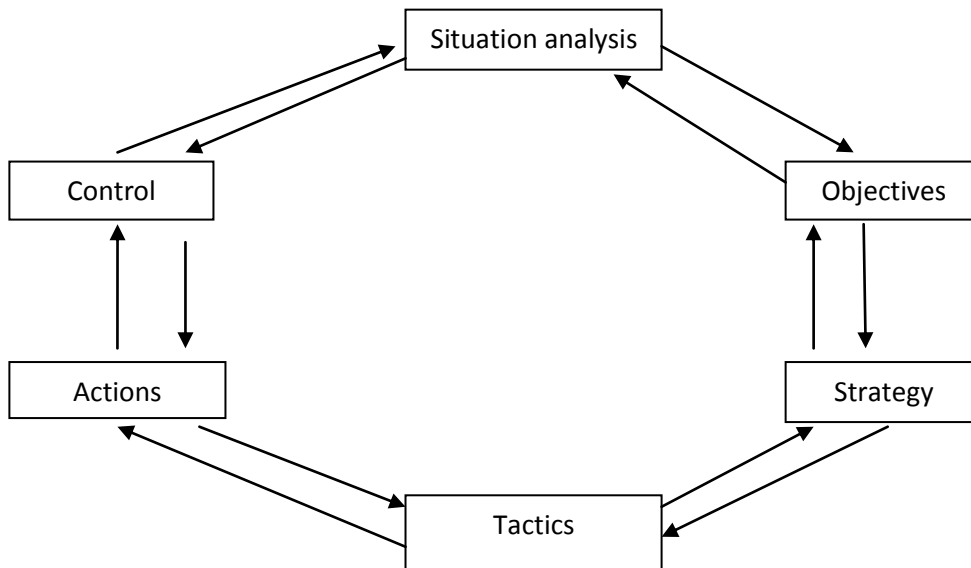 Situation analysis
Control
Objectives
Actions
Strategy
Tactics